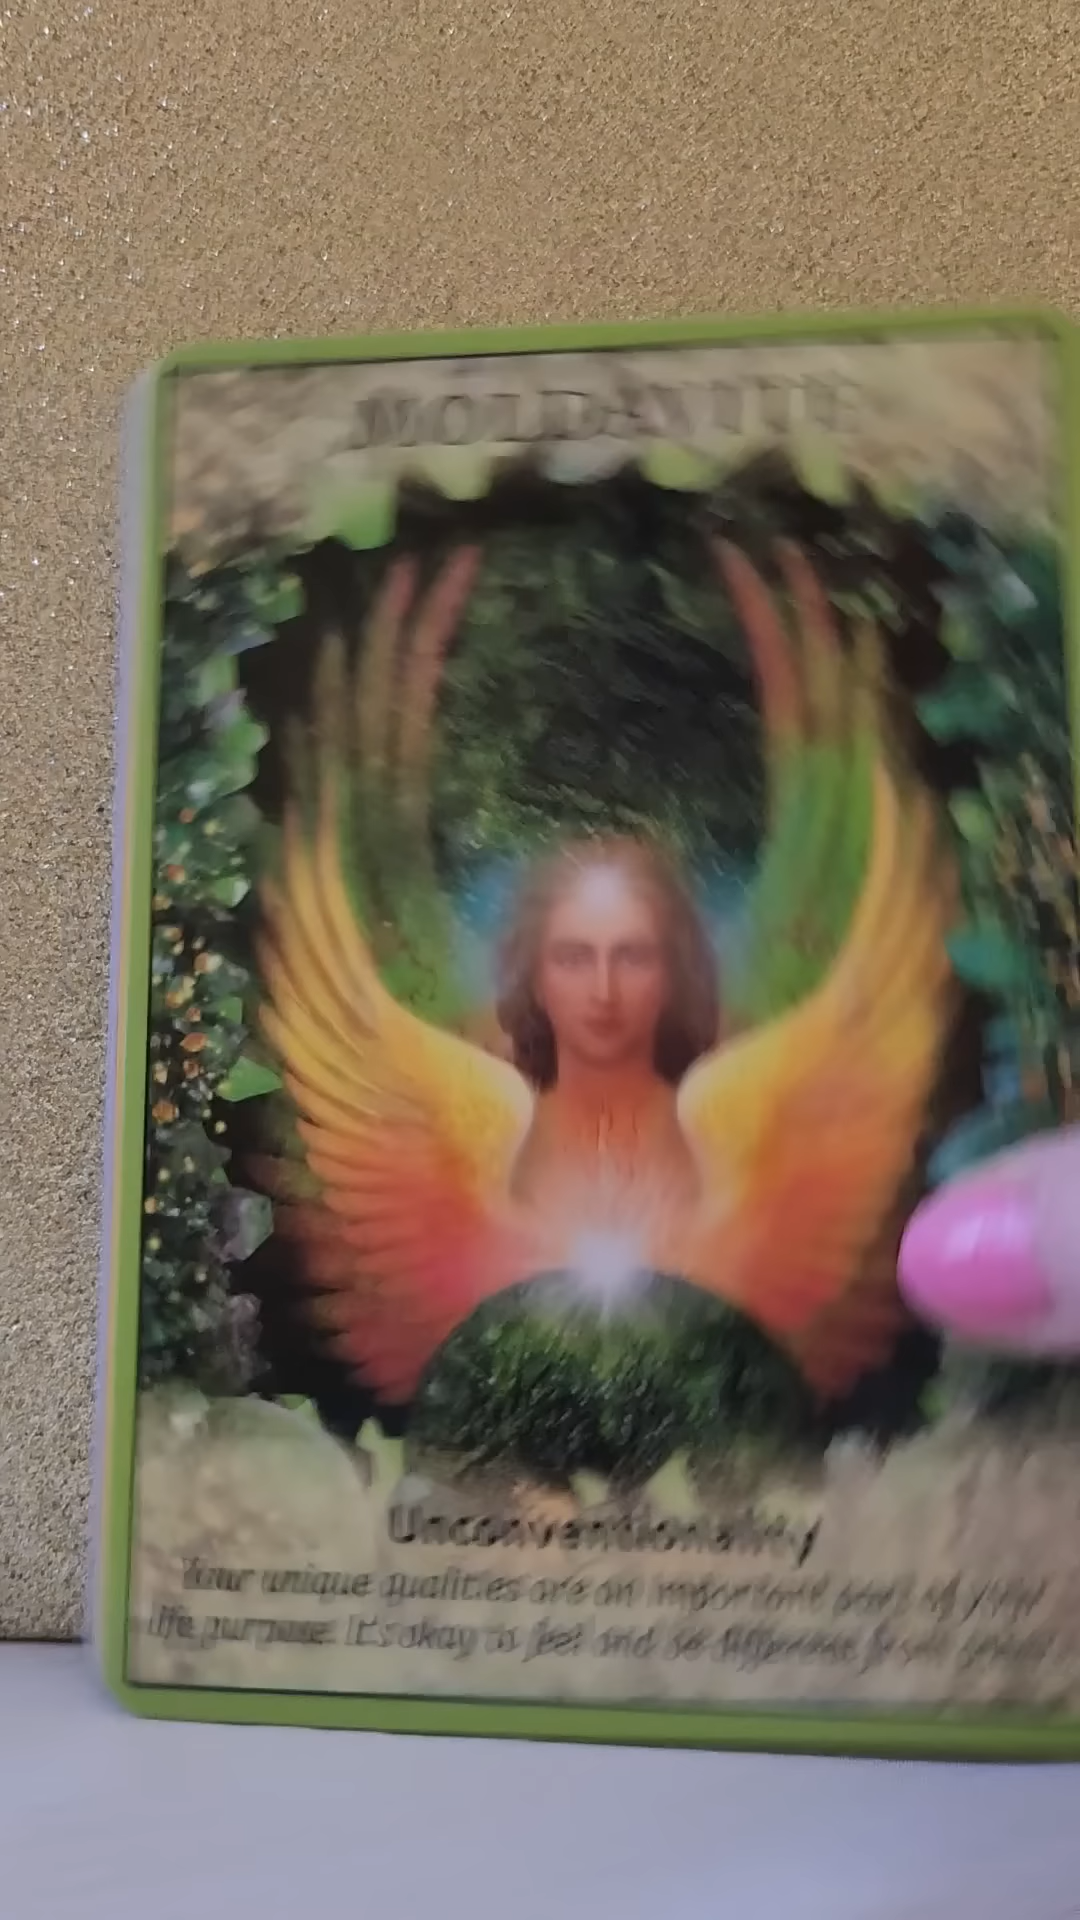 MOLDAVITE
Unconventionality
Your unique qualities are an important part of your
life purpose. It's okay to feel and be different from